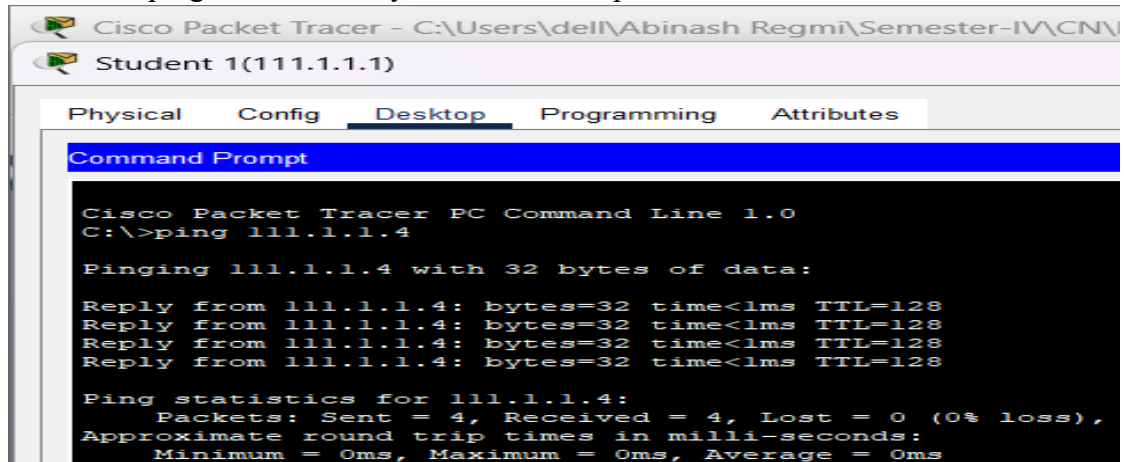 Cisco Packet Tracer - C:\Users\dell\Abinash Regmi\Semester-IV\CN\
Student 1(111.1.1.1)
Physical Config Desktop Programming Attributes
Command Prompt
Cisco Packet Tracer PC Command Line 1.0
C:\>ping 111.1.1.4
Pinging 111.1.1.4 with 32 bytes of data:
Reply from 111.1.1.4: bytes=32 time<1ms TTL=128
Reply from 111.1.1.4: bytes=32 time<1ms TTL=128
Reply from 111.1.1.4: bytes=32 time<1ms TTL=128
Reply from 111.1.1.4: bytes=32 time<1ms TTL=128
Ping statistics for 111.1.1.4:
Packets: Sent = 4, Received = 4, Lost = 0 (0% loss),
Approximate round trip times in milli-seconds:
Minimum = 0ms, Maximum = 0ms, Average = 0ms